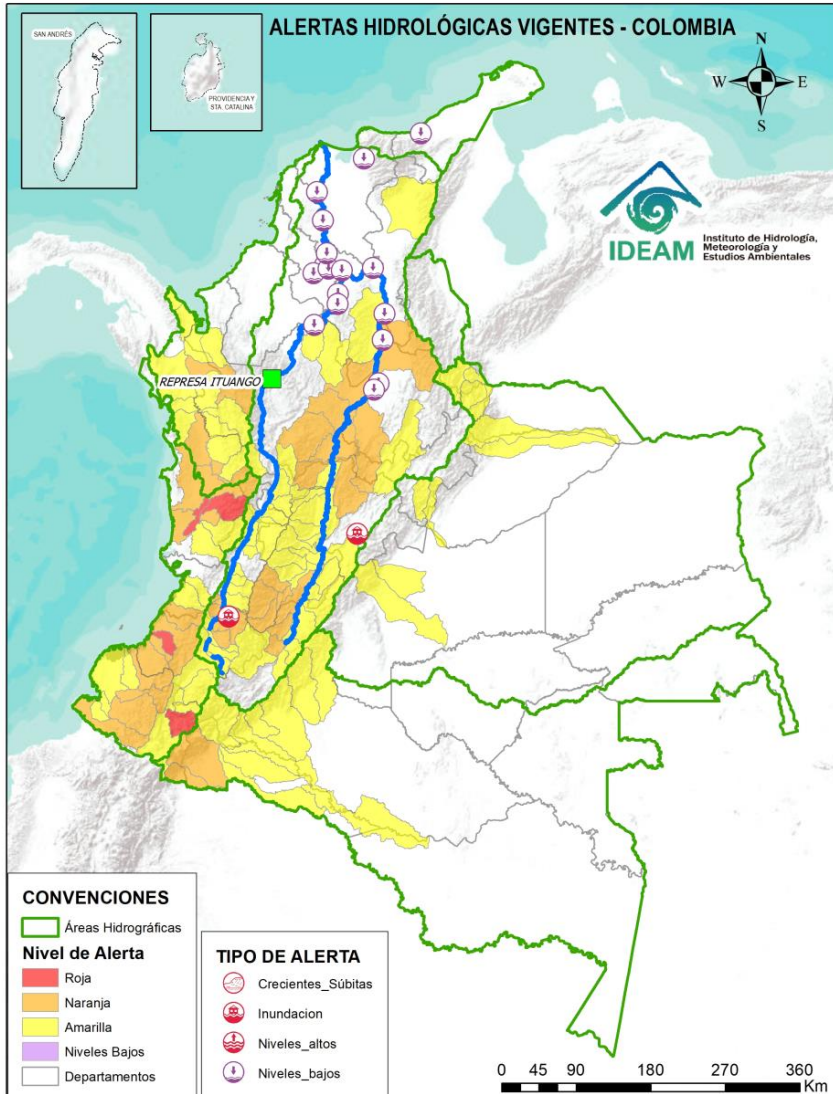 ALERTAS HIDROLÓGICAS VIGENTES - COLOMBIA
SAN ANDRÉS
PROVIDENCIA Y
STA. CATALINA
N
W
E
S
IDEAM
Instituto de Hidrología,
Meteorología y
Estudios Ambientales
REPRESA ITUANGO
CONVENCIONES
Áreas Hidrográficas
Nivel de Alerta
Roja
Naranja
Amarilla
Niveles Bajos
Departamentos
TIPO DE ALERTA
Crecientes_Súbitas
Inundacion
Niveles_altos
Niveles_bajos
0 45 90 180 270 360
Km